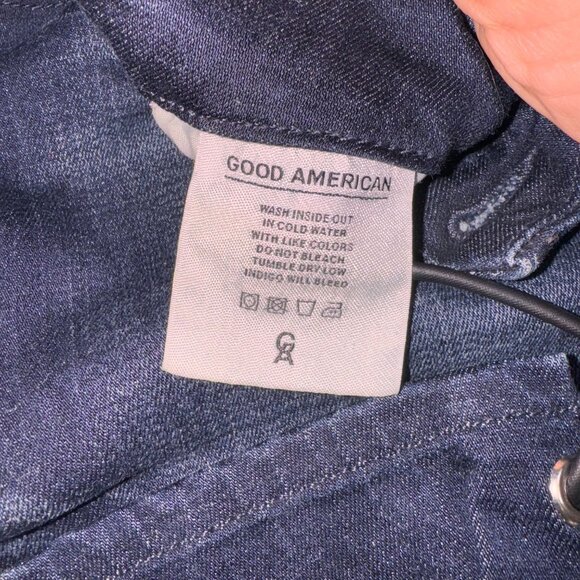 GOOD AMERICAN
WASH INSIDE OUT
IN COLD WATER
WITH LIKE COLORS
DO NOT BLEACH
TUMBLE DRY LOW
INDIGO WILL BLEED
GA